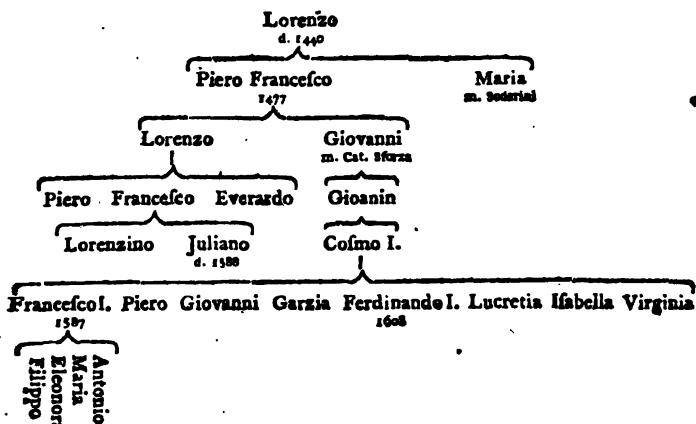 Lorenzo
d. 1440
Piero Franceſco Maria
1477 m. Soderini
Lorenzo Giovanni
m. Cat. Sforza
Piero Franceſco Everardo Gioanin
Lorenzino Juliano Coſmo I.
d. 1588
Franceſco I. Piero Giovanni Garzia Ferdinando I. Lucretia Iſabella Virginia
1587 1608
Antonio
Maria
Eleonor
Filippo